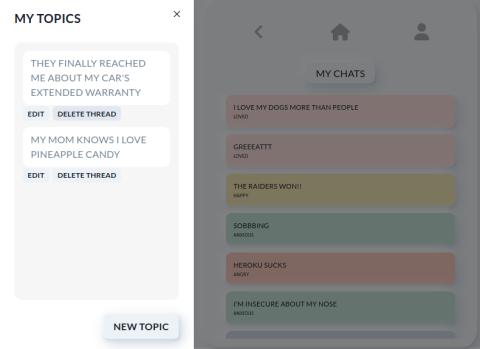 MY TOPICS
×
THEY FINALLY REACHED
ME ABOUT MY CAR'S
EXTENDED WARRANTY
EDIT DELETE THREAD
MY MOM KNOWS I LOVE
PINEAPPLE CANDY
EDIT DELETE THREAD
NEW TOPIC
MY CHATS
I LOVE MY DOGS MORE THAN PEOPLE
LOVED
GREEEATTT
LOVED
THE RAIDERS WON!!
HAPPY
SOBBBING
ANXIOUS
HEROKU SUCKS
ANGRY
I'M INSECURE ABOUT MY NOSE
ANXIOUS